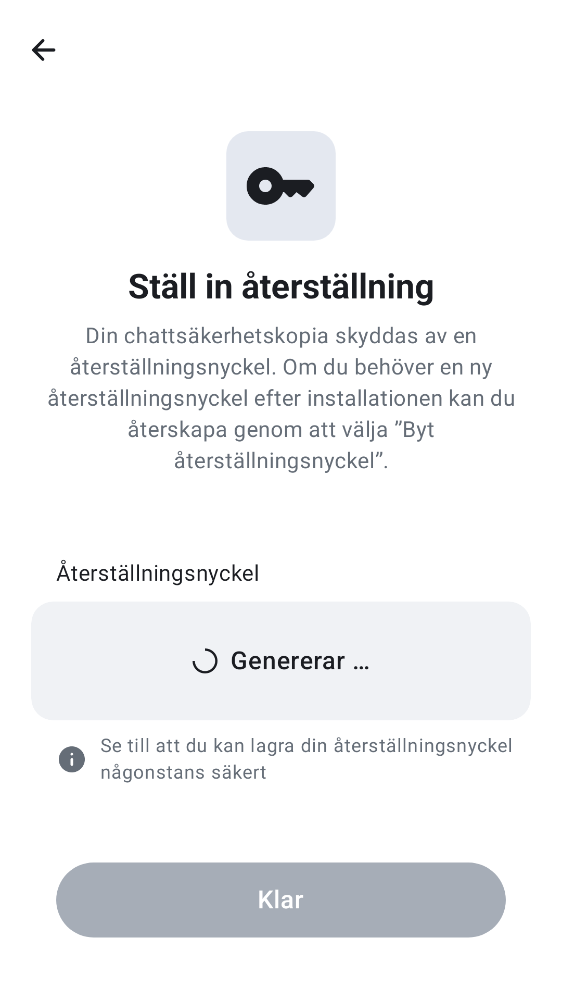 Ställ in återställning
Din chattsäkerhetskopia skyddas av en
återställningsnyckel. Om du behöver en ny
återställningsnyckel efter installationen kan du
återskapa genom att välja ”Byt
återställningsnyckel”.
Återställningsnyckel
Genererar …
Se till att du kan lagra din återställningsnyckel
någonstans säkert
Klar